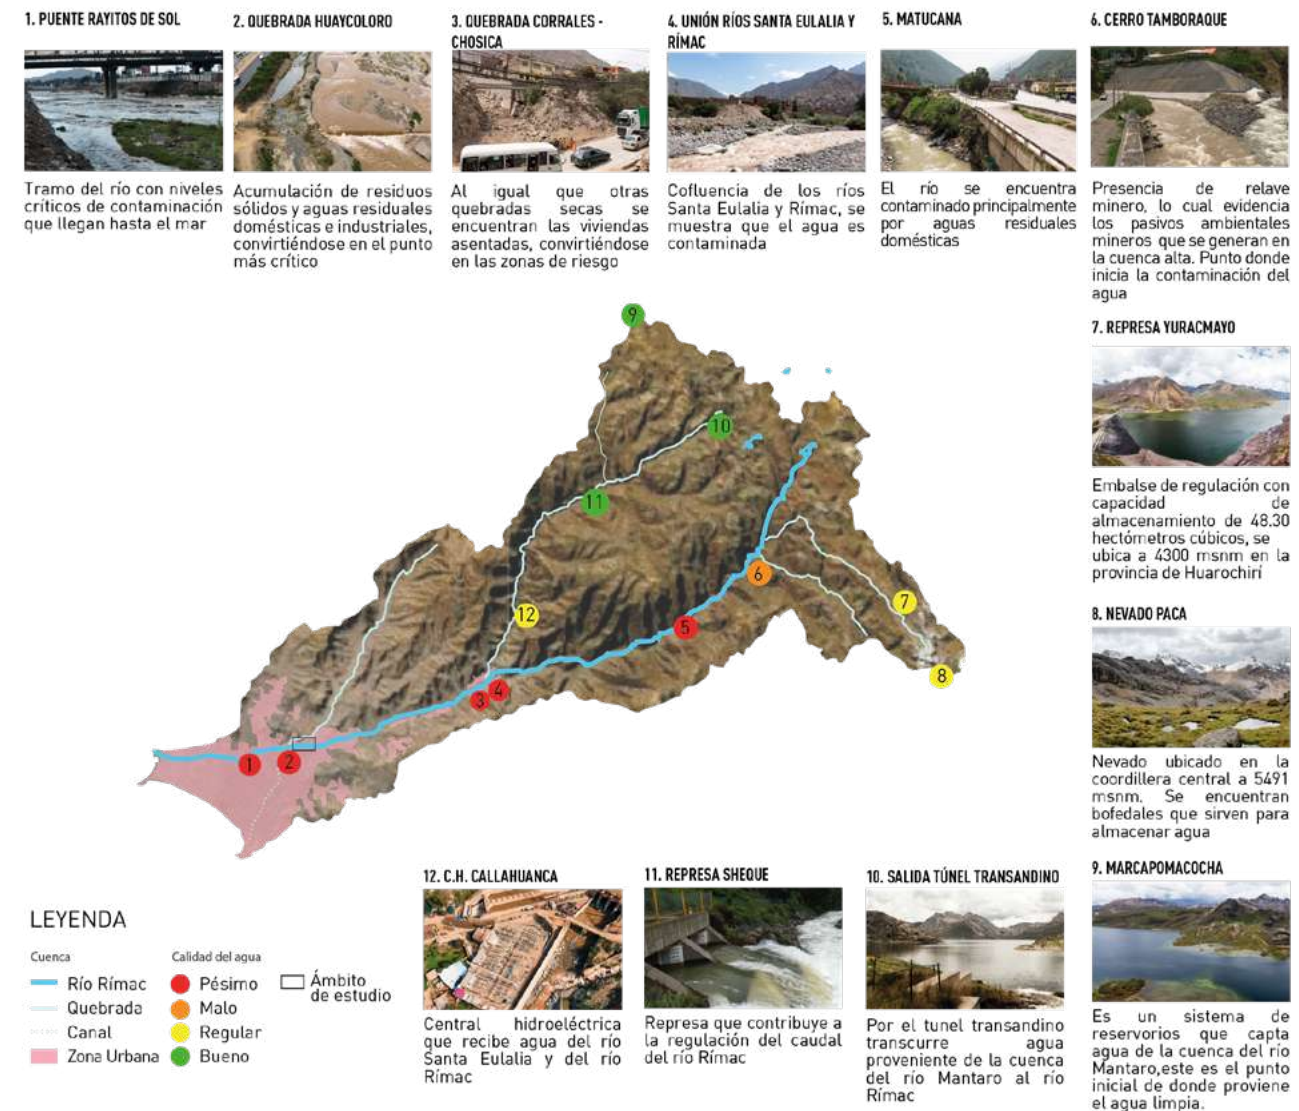 1. PUENTE RAYITOS DE SOL
Tramo del río con niveles
críticos de contaminación
que llegan hasta el mar
2. QUEBRADA HUAYCOLORO
Acumulación de residuos
sólidos y aguas residuales
domésticas e industriales,
convirtiéndose en el punto
más crítico
3. QUEBRADA CORRALES -
CHOSICA
Al igual que otras
quebradas secas se
encuentran las viviendas
asentadas, convirtiéndose
en las zonas de riesgo
4. UNIÓN RÍOS SANTA EULALIA Y
RÍMAC
Cofluencia de los ríos
Santa Eulalia y Rímac, se
muestra que el agua es
contaminada
5. MATUCANA
El río se encuentra
contaminado principalmente
por aguas residuales
domésticas
6. CERRO TAMBORAQUE
Presencia de relave
minero, lo cual evidencia
los pasivos ambientales
mineros que se generan en
la cuenca alta. Punto donde
inicia la contaminación del
agua
7. REPRESA YURACMAYO
Embalse de regulación con
capacidad de
almacenamiento de 48.30
hectómetros cúbicos, se
ubica a 4300 msnm en la
provincia de Huarochirí
8. NEVADO PACA
Nevado ubicado en la
coordillera central a 5491
msnm. Se encuentran
bofedales que sirven para
almacenar agua
9. MARCAPOMACOCHA
Es un sistema de
reservorios que capta
agua de la cuenca del río
Mantaro,este es el punto
inicial de donde proviene
el agua limpia.
9
10
11
12
6
7
5
8
4
3
1
2
12. C.H. CALLAHUANCA
Central hidroeléctrica
que recibe agua del río
Santa Eulalia y del río
Rímac
11. REPRESA SHEQUE
Represa que contribuye a
la regulación del caudal
del río Rímac
10. SALIDA TÚNEL TRANSANDINO
Por el tunel transandino
transcurre agua
proveniente de la cuenca
del río Mantaro al río
Rímac
LEYENDA
Cuenca
Río Rímac
Quebrada
Canal
Zona Urbana
Calidad del agua
Pésimo
Malo
Regular
Bueno
Ámbito
de estudio